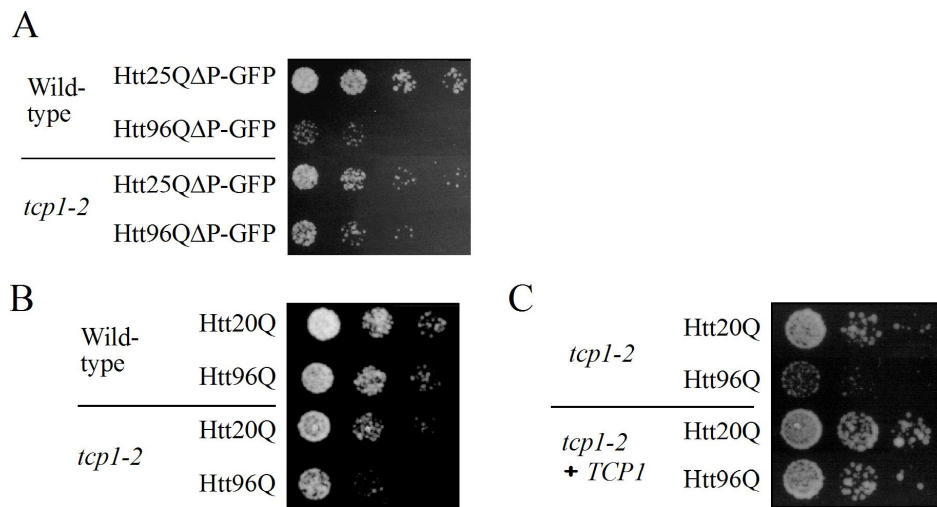 A
Wild-
type
Htt25QΔP-GFP
Htt96QΔP-GFP
tcp1-2
Htt25QΔP-GFP
Htt96QΔP-GFP
B
Wild-
type
Htt20Q
Htt96Q
tcp1-2
Htt20Q
Htt96Q
C
tcp1-2
Htt20Q
Htt96Q
tcp1-2
+ TCP1
Htt20Q
Htt96Q